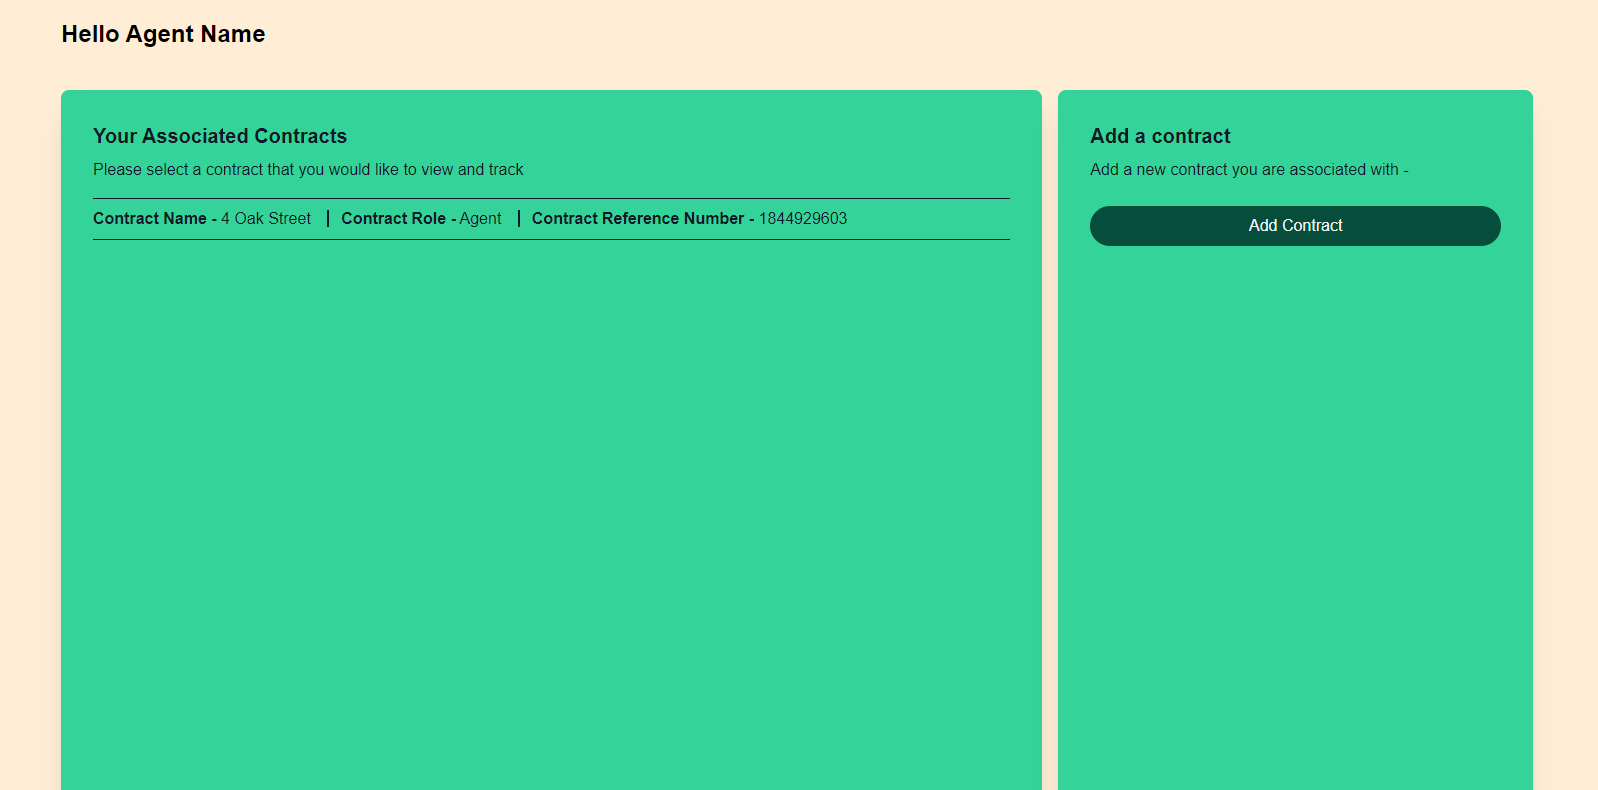 Hello Agent Name
Your Associated Contracts
Please select a contract that you would like to view and track
Contract Name - 4 Oak Street | Contract Role - Agent | Contract Reference Number - 1844929603
Add a contract
Add a new contract you are associated with -
Add Contract